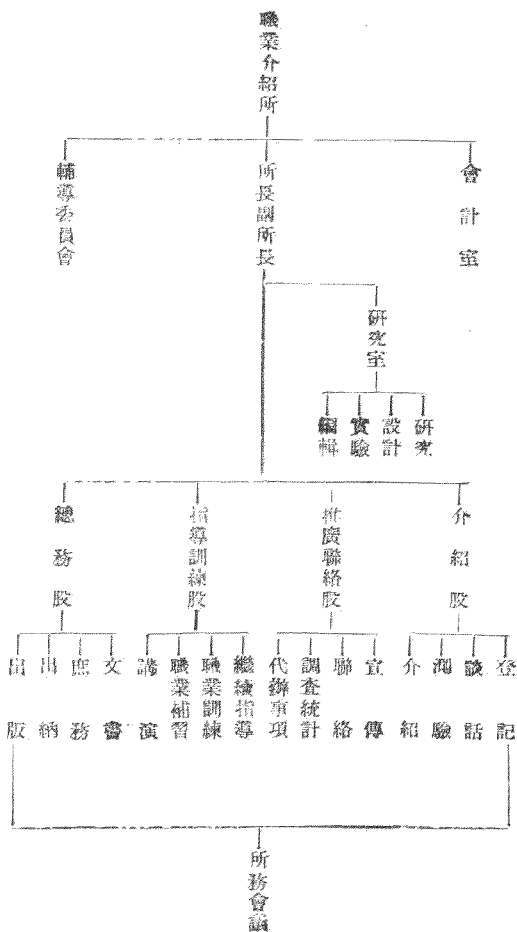 職業介紹所
會計室
所長副所長
輔導委員會
研究室
研究
設計
實驗
編輯
介紹股
推廣聯絡股
指導訓練股
總務股
登記
談話
測驗
介紹
宣傳
聯絡
調查統計
代辦事項
繼續指導
職業訓練
職業補習
講演
文書
庶務
出納
出版
所務會議